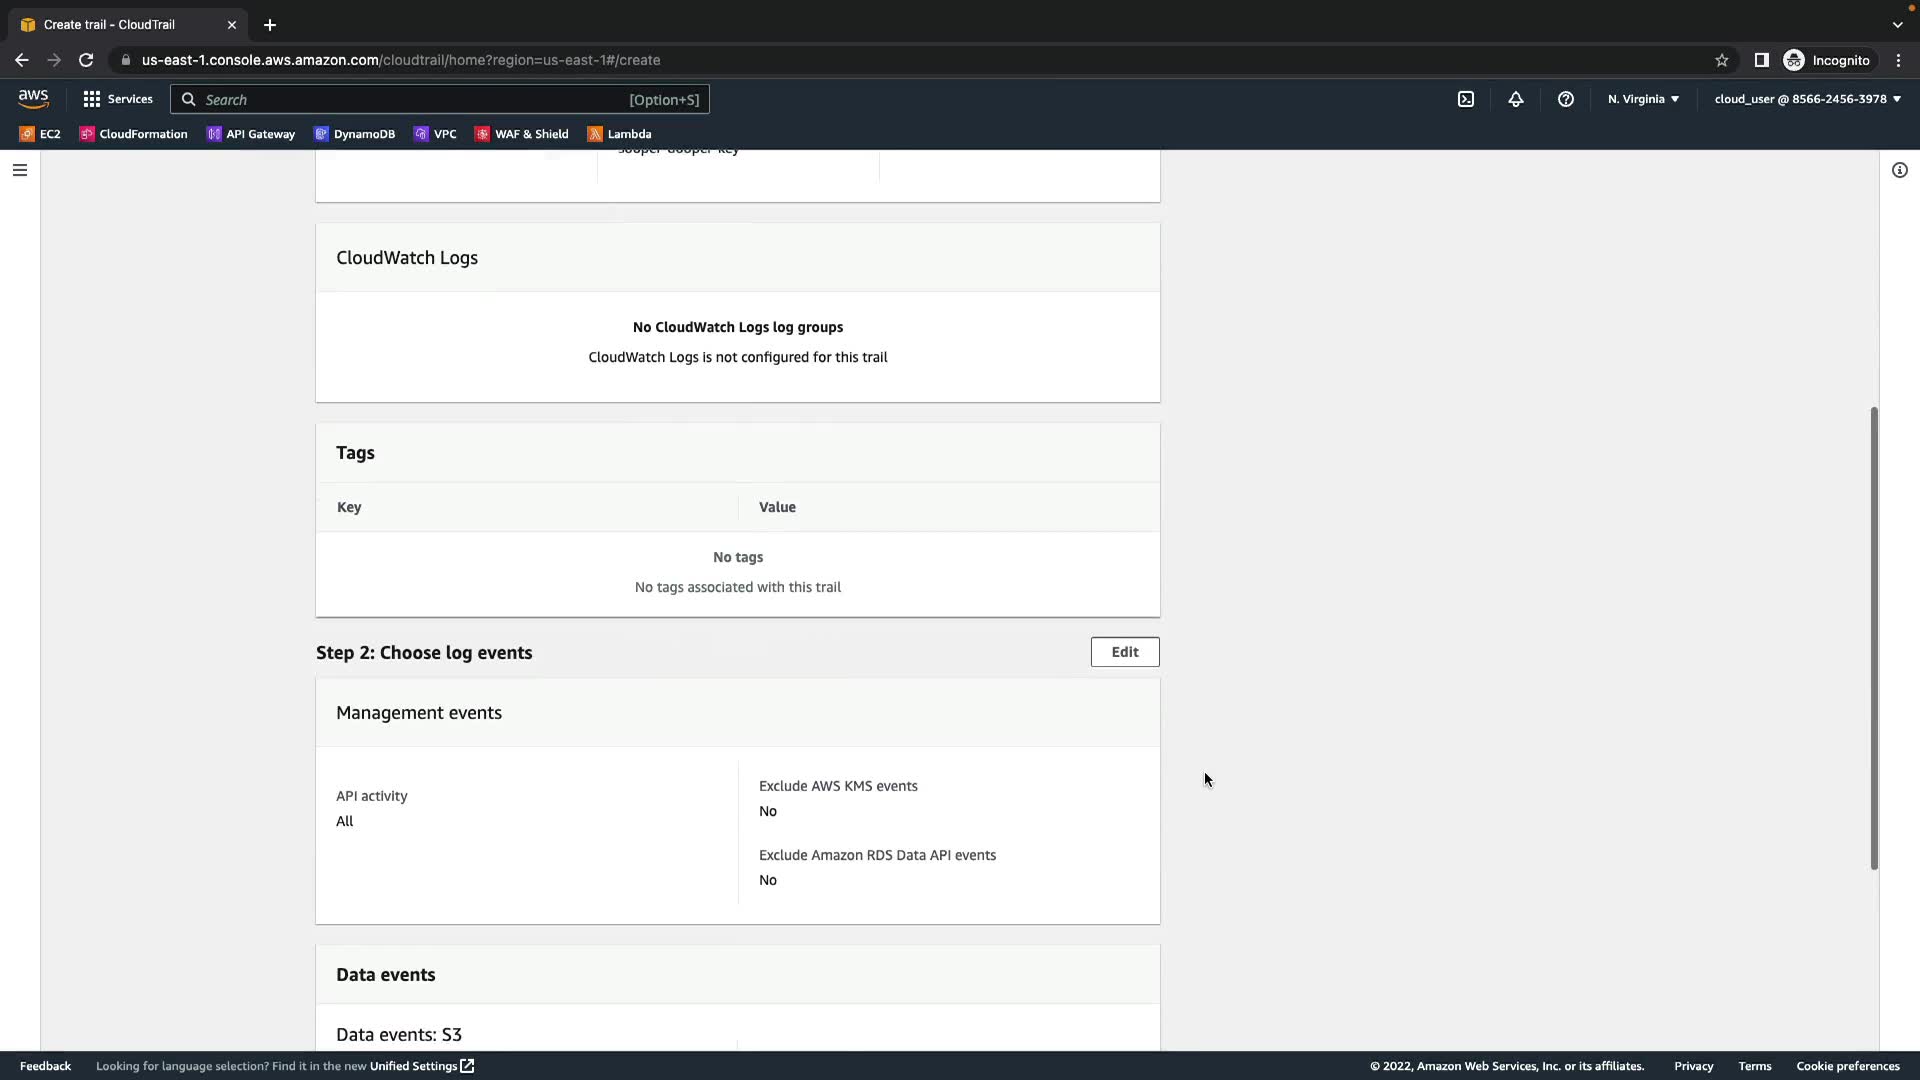 Create trail - CloudTrail
us-east-1.console.aws.amazon.com/cloudtrail/home?region=us-east-1#/create
Incognito
aws
Services
Search
[Option+S]
N. Virginia
cloud_user @ 8566-2456-3978
EC2
CloudFormation
API Gateway
DynamoDB
VPC
WAF & Shield
Lambda
sooper-dooper-key
CloudWatch Logs
No CloudWatch Logs log groups
CloudWatch Logs is not configured for this trail
Tags
Key
Value
No tags
No tags associated with this trail
Step 2: Choose log events
Edit
Management events
API activity
All
Exclude AWS KMS events
No
Exclude Amazon RDS Data API events
No
Data events
Data events: S3
Feedback
Looking for language selection? Find it in the new Unified Settings
© 2022, Amazon Web Services, Inc. or its affiliates.
Privacy
Terms
Cookie preferences